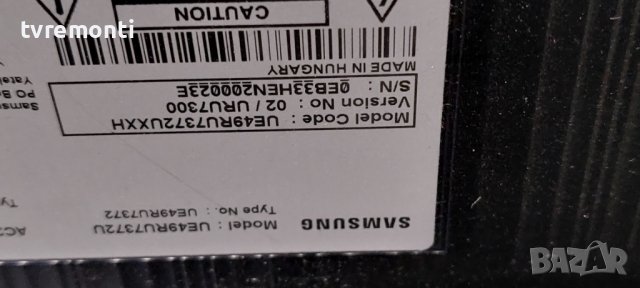 tvremonti
SAMSUNG
Model : UE49RU7372U
Type No. : UE49RU7372
Model Code : UE49RU7372UXXH
Version No : 02 / URU7300
S/N : 0EB33HEN200023E
MADE IN HUNGARY
CAUTION
BAZAR